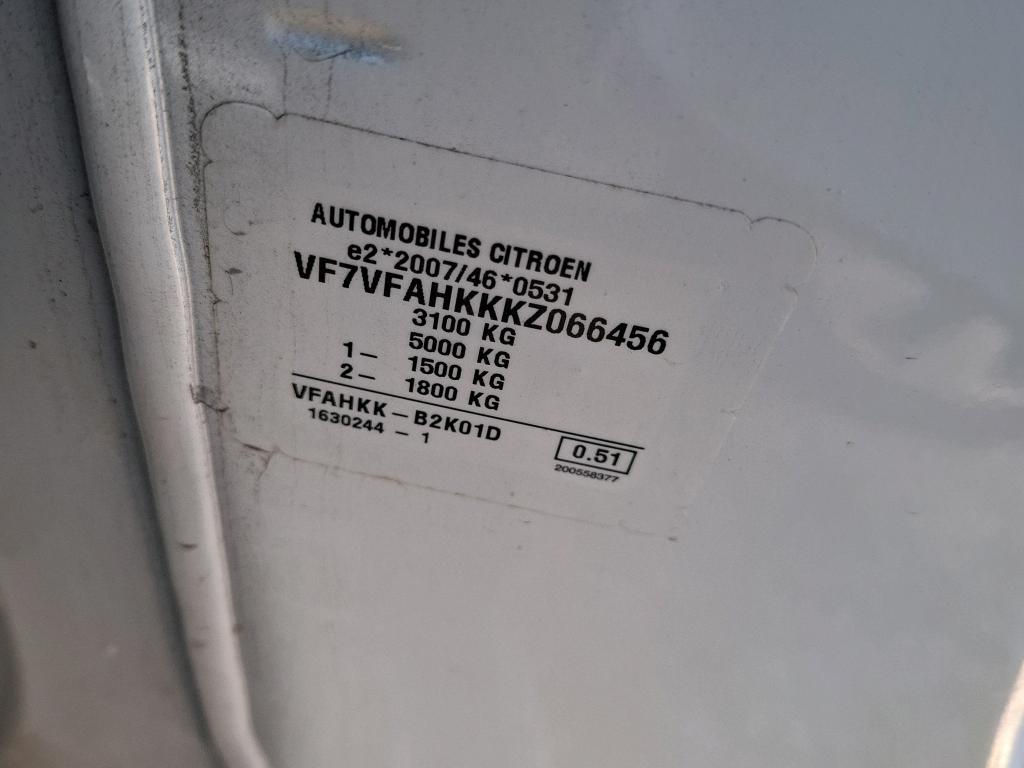 AUTOMOBILES CITROEN
e2*2007/46*0531
VF7VFAHKKKZ066456
3100 KG
5000 KG
1– 1500 KG
2– 1800 KG
VFAHKK – B2K01D
1630244 – 1
0.51
200558377